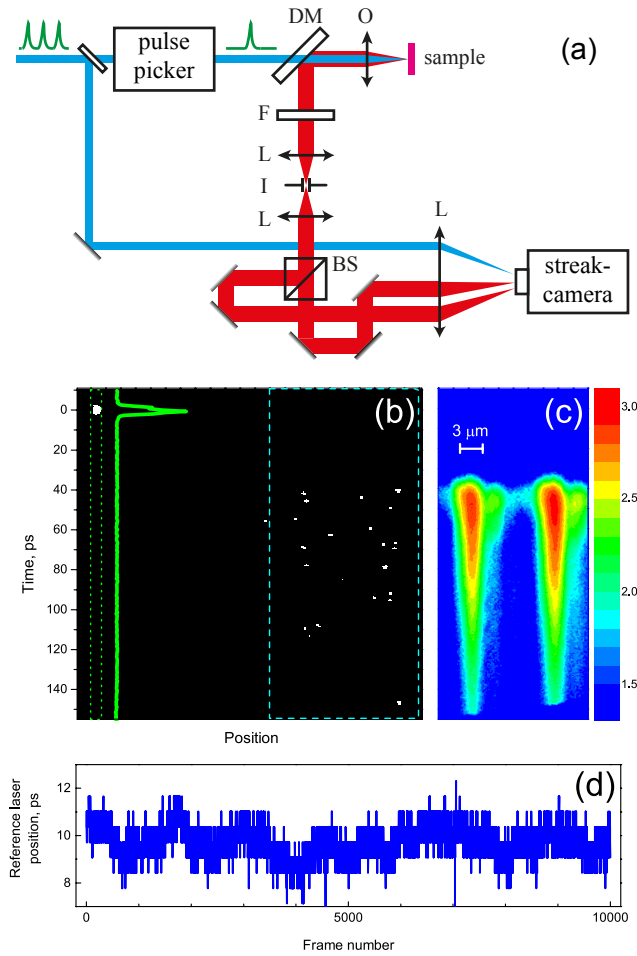 DM
O
pulse
picker
sample
(a)
F
L
I
L
L
BS
streak-
camera
(b)
(c)
0
20
40
60
80
100
120
140
Time, ps
Position
3 μm
3.0
2.5
2.0
1.5
(d)
12
10
8
Reference laser
position, ps
0
5000
10000
Frame number